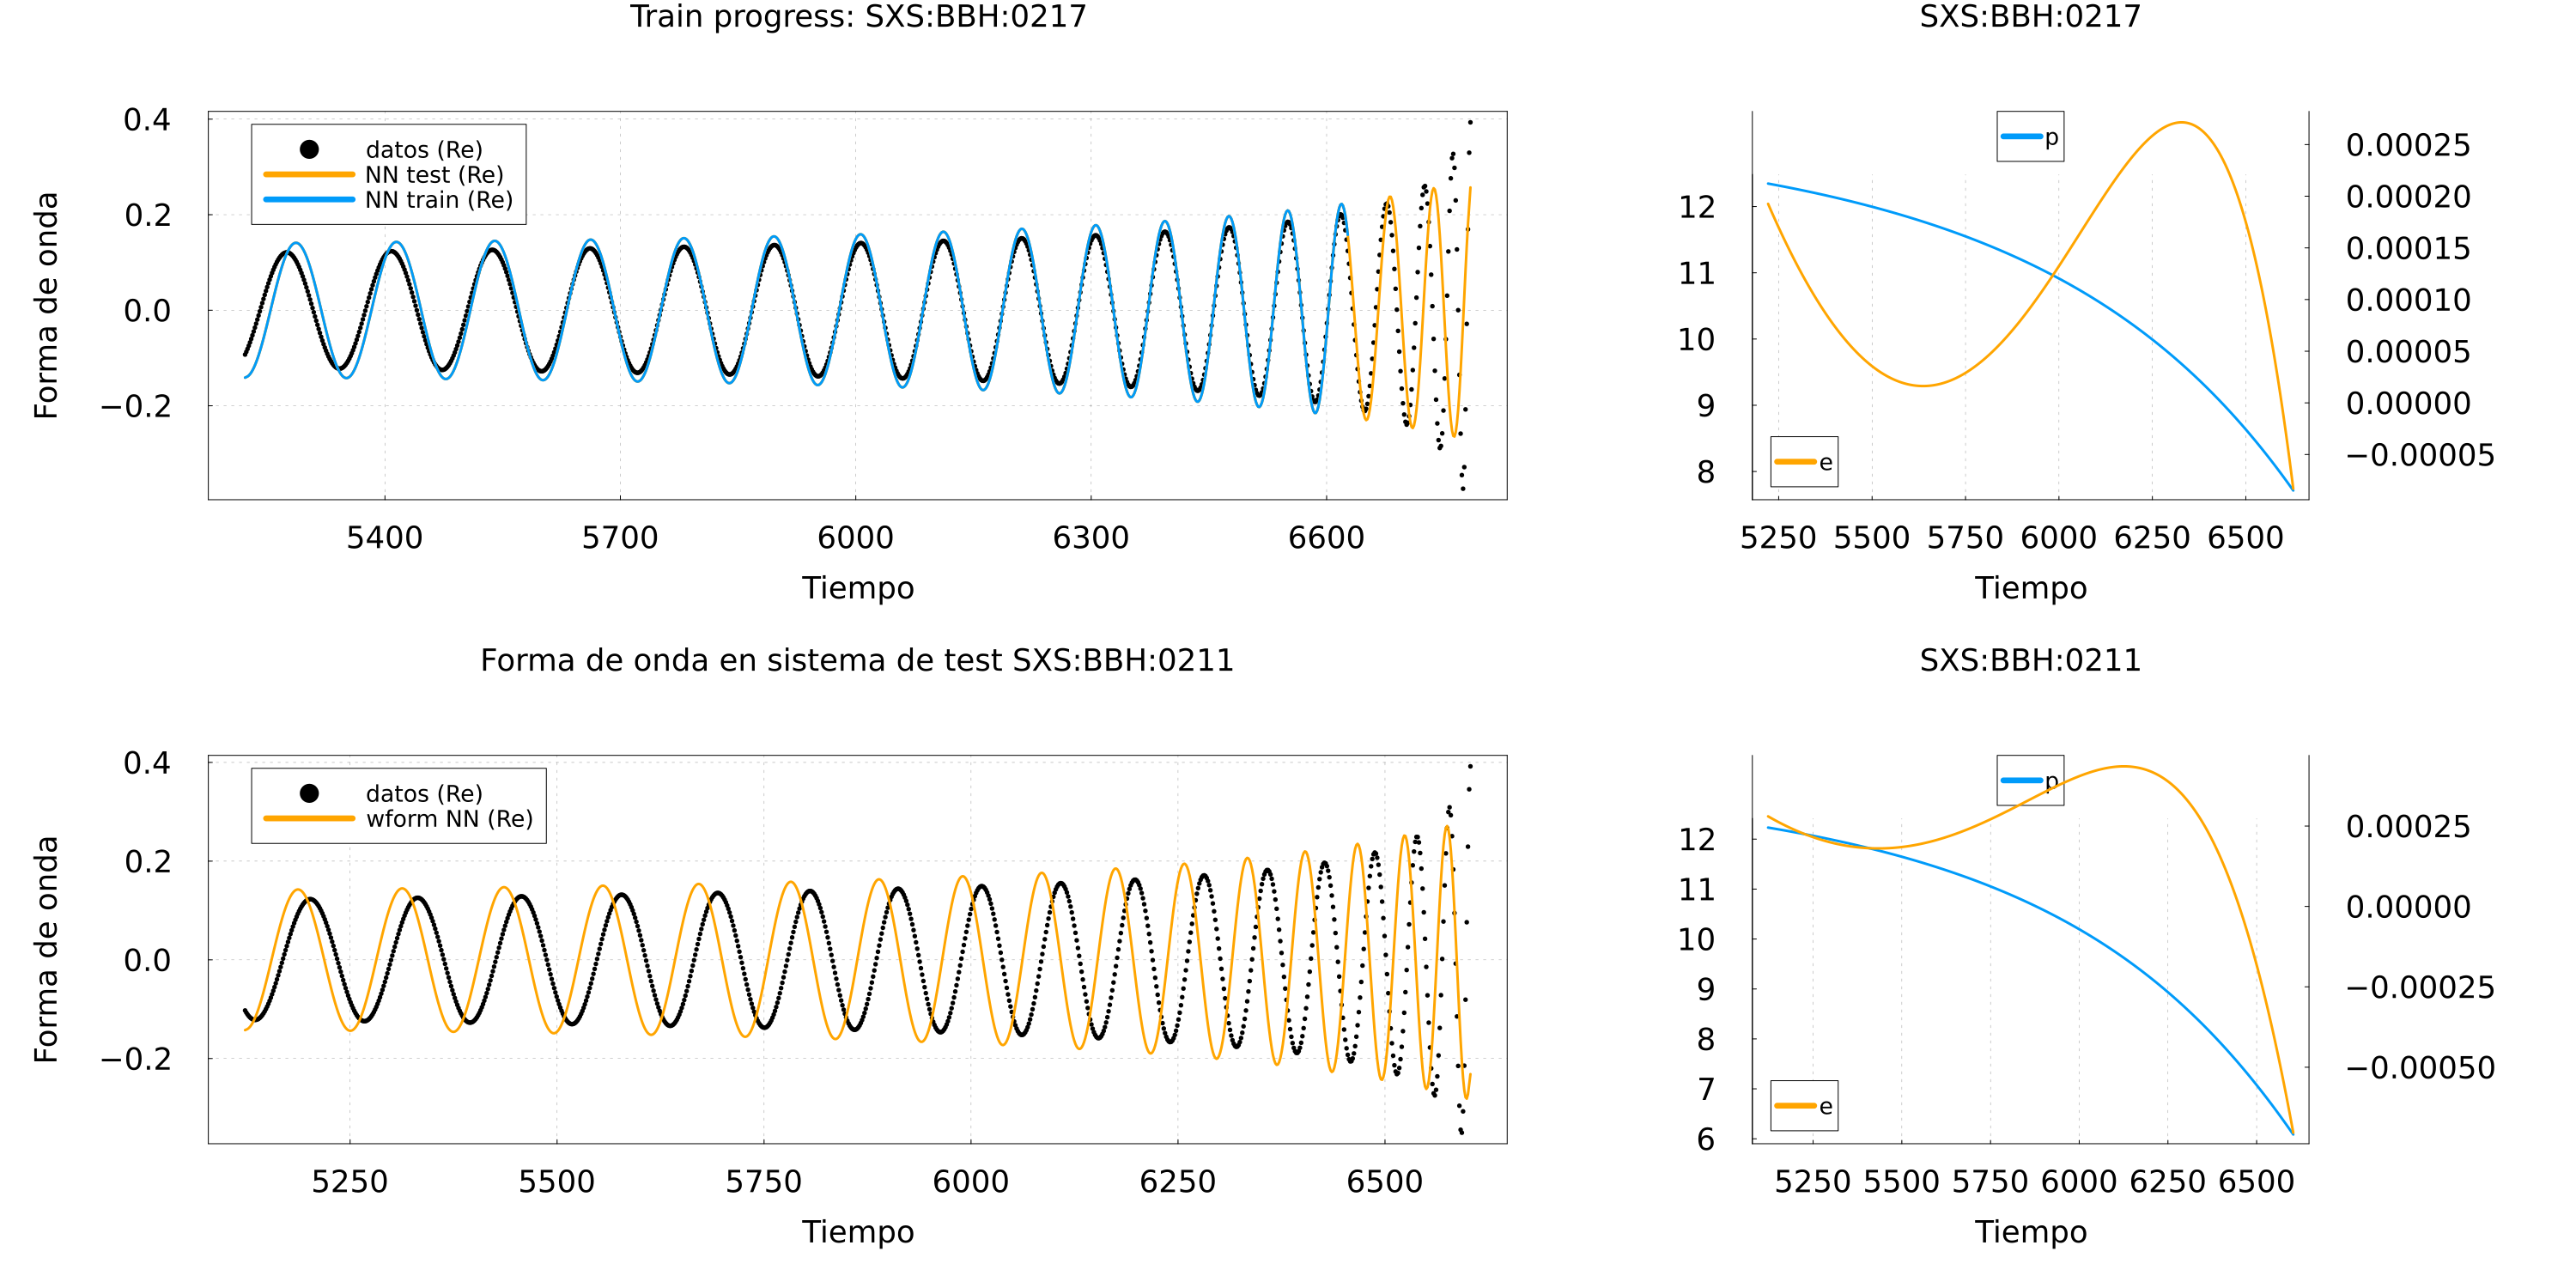 Train progress: SXS:BBH:0217
0.4
0.2
0.0
−0.2
Forma de onda
datos (Re)
NN test (Re)
NN train (Re)
5400 5700 6000 6300 6600
Tiempo
SXS:BBH:0217
12
11
10
9
8
p
e
0.00025
0.00020
0.00015
0.00010
0.00005
0.00000
−0.00005
5250 5500 5750 6000 6250 6500
Tiempo
Forma de onda en sistema de test SXS:BBH:0211
0.4
0.2
0.0
−0.2
Forma de onda
datos (Re)
wform NN (Re)
5250 5500 5750 6000 6250 6500
Tiempo
SXS:BBH:0211
12
11
10
9
8
7
6
p
e
0.00025
0.00000
−0.00025
−0.00050
5250 5500 5750 6000 6250 6500
Tiempo